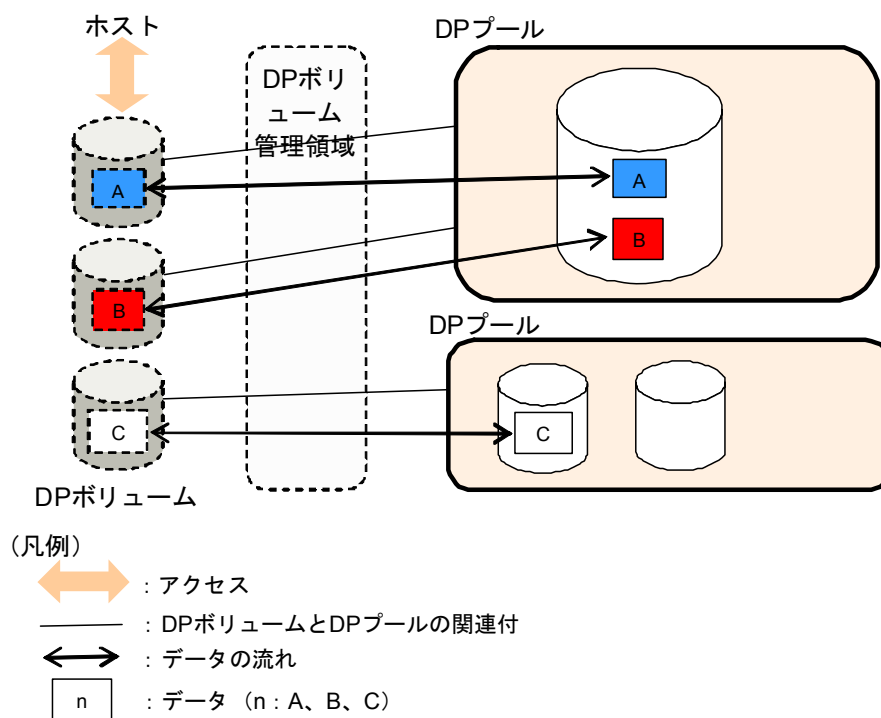 ホスト
DPプール
DPボリ
ューム
管理領域
A
A
B
B
DPプール
C
C
DPボリューム
（凡例）
：アクセス
：DPボリュームとDPプールの関連付
：データの流れ
n ：データ（n：A、B、C）